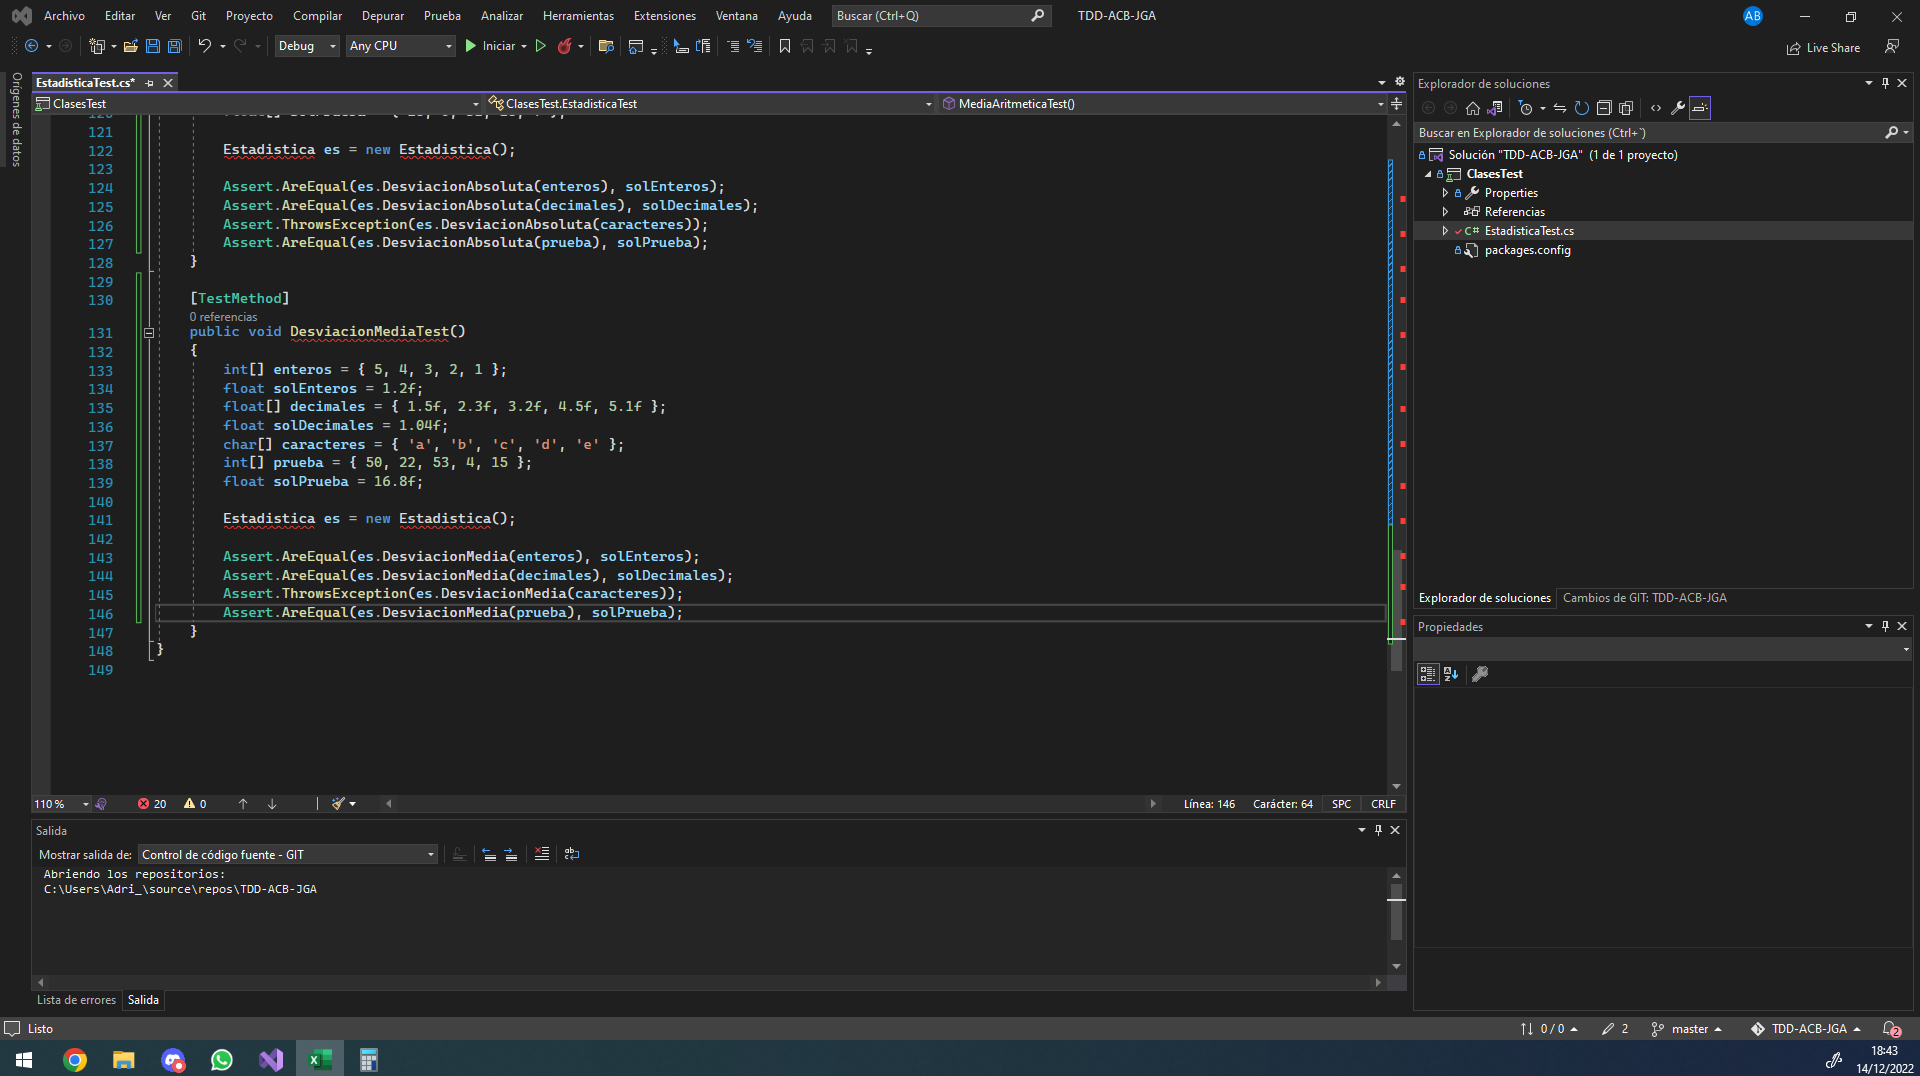 Archivo Editar Ver Git Proyecto Compilar Depurar Prueba Analizar Herramientas Extensiones Ventana Ayuda Buscar (Ctrl+Q) TDD-ACB-JGA AB
Debug Any CPU Iniciar Live Share
Orígenes de datos
EstadisticaTest.cs*
ClasesTest ClasesTest.EstadisticaTest MediaAritmeticaTest()
121
122 Estadistica es = new Estadistica();
123
124 Assert.AreEqual(es.DesviacionAbsoluta(enteros), solEnteros);
125 Assert.AreEqual(es.DesviacionAbsoluta(decimales), solDecimales);
126 Assert.ThrowsException(es.DesviacionAbsoluta(caracteres));
127 Assert.AreEqual(es.DesviacionAbsoluta(prueba), solPrueba);
128 }
129
130 [TestMethod]
0 referencias
131 public void DesviacionMediaTest()
132 {
133 int[] enteros = { 5, 4, 3, 2, 1 };
134 float solEnteros = 1.2f;
135 float[] decimales = { 1.5f, 2.3f, 3.2f, 4.5f, 5.1f };
136 float solDecimales = 1.04f;
137 char[] caracteres = { 'a', 'b', 'c', 'd', 'e' };
138 int[] prueba = { 50, 22, 53, 4, 15 };
139 float solPrueba = 16.8f;
140
141 Estadistica es = new Estadistica();
142
143 Assert.AreEqual(es.DesviacionMedia(enteros), solEnteros);
144 Assert.AreEqual(es.DesviacionMedia(decimales), solDecimales);
145 Assert.ThrowsException(es.DesviacionMedia(caracteres));
146 Assert.AreEqual(es.DesviacionMedia(prueba), solPrueba);
147 }
148 }
149
110 % 20 0 Línea: 146 Carácter: 64 SPC CRLF
Salida
Mostrar salida de: Control de código fuente - GIT
Abriendo los repositorios:
C:\Users\Adri_\source\repos\TDD-ACB-JGA
Lista de errores Salida
Explorador de soluciones
Buscar en Explorador de soluciones (Ctrl+`)
Solución "TDD-ACB-JGA" (1 de 1 proyecto)
ClasesTest
Properties
Referencias
C# EstadisticaTest.cs
packages.config
Explorador de soluciones Cambios de GIT: TDD-ACB-JGA
Propiedades
Listo 0 / 0 2 master TDD-ACB-JGA 2
18:43
14/12/2022